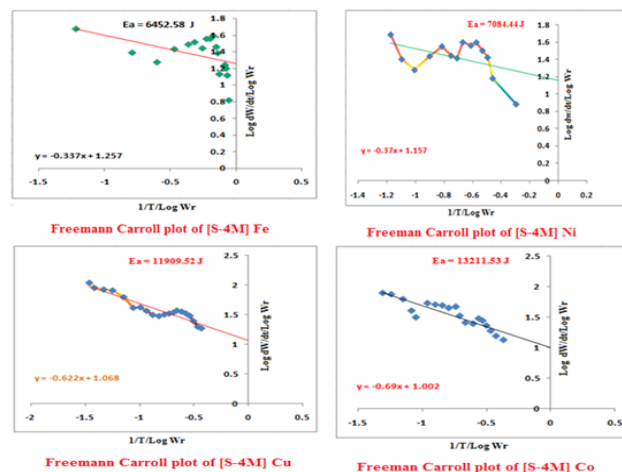 Ea = 6452.58 J
1.8
1.6
1.4
1.2
1
0.8
0.6
0.4
0.2
0
Log dW/dt/Log Wr
y = -0.337x + 1.257
-1.5
-1
-0.5
0
1/T/Log Wr
Freemann Carroll plot of [S-4M] Fe
Ea = 7084.44 J
1.8
1.6
1.4
1.2
1
0.8
0.6
0.4
0.2
0
Log dw/dt/Log Wr
y = -0.37x + 1.157
-1.4 -1.2 -1 -0.8 -0.6 -0.4 -0.2 0 0.2
1/T/Log Wr
Freeman Carroll plot of [S-4M] Ni
Ea = 11909.52 J
2.5
2
1.5
1
0.5
0
Log dW/dt/Log Wr
y = -0.622x + 1.068
-2
-1.5
-1
-0.5
0
1/T/Log Wr
Freemann Carroll plot of [S-4M] Cu
Ea = 13211.53 J
2.5
2
1.5
1
0.5
0
Log dW/dt/Log Wr
y = -0.69x + 1.002
-1.5
-1
-0.5
0
1/T/Log Wr
Freeman Carroll plot of [S-4M] Co